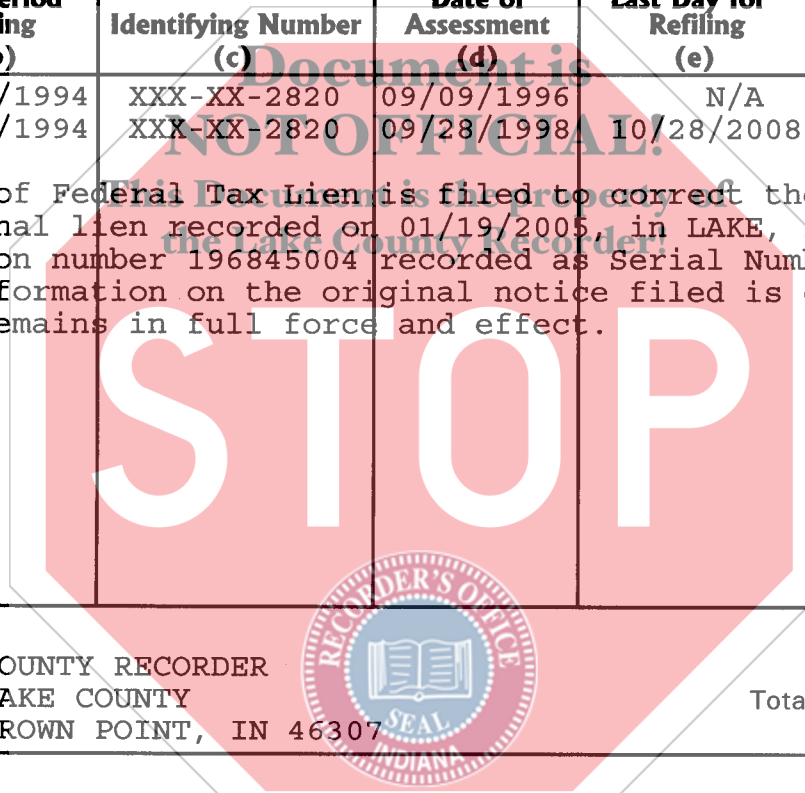 eriod Date of Last Day for
ing Identifying Number Assessment Refiling
) (c) (d) (e)
Document is
/1994 XXX-XX-2820 09/09/1996 N/A
/1994 XXX-XX-2820 09/28/1998 10/28/2008
NOT OFFICIAL!
of Federal Tax Lien is filed to correct the
This Document is the property of
nal lien recorded on 01/19/2005, in LAKE,
the Lake County Recorder!
on number 196845004 recorded as Serial Numb
formation on the original notice filed is
emains in full force and effect.
STOP
RECORDER'S OFFICE
SEAL
INDIANA
OUNTY RECORDER
AKE COUNTY Tota
ROWN POINT, IN 46307